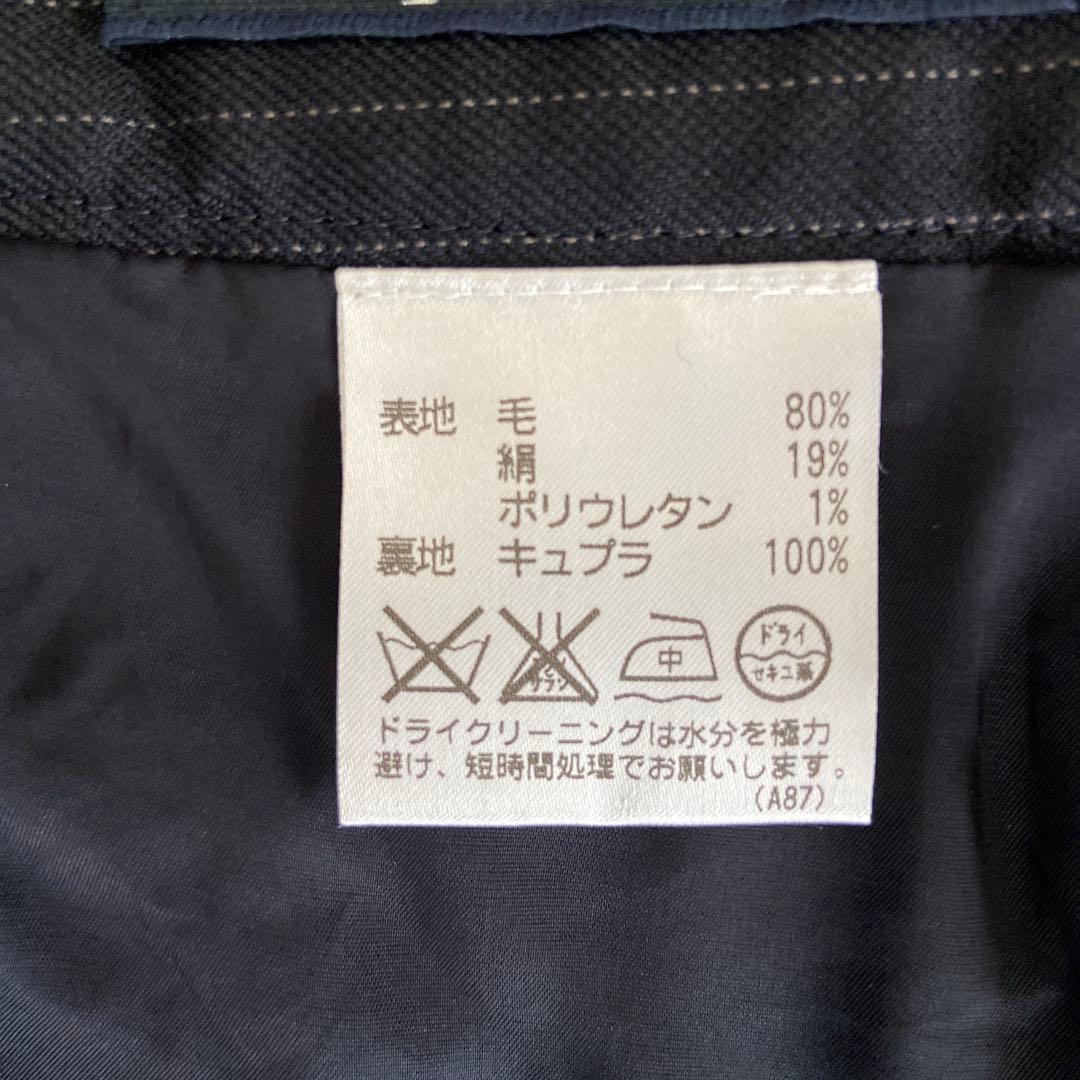 表地 毛 80%
絹 19%
ポリウレタン 1%
裏地 キュプラ 100%
中
ドライ
セキユ系
ドライクリーニングは水分を極力
避け、短時間処理でお願いします。
(A87)